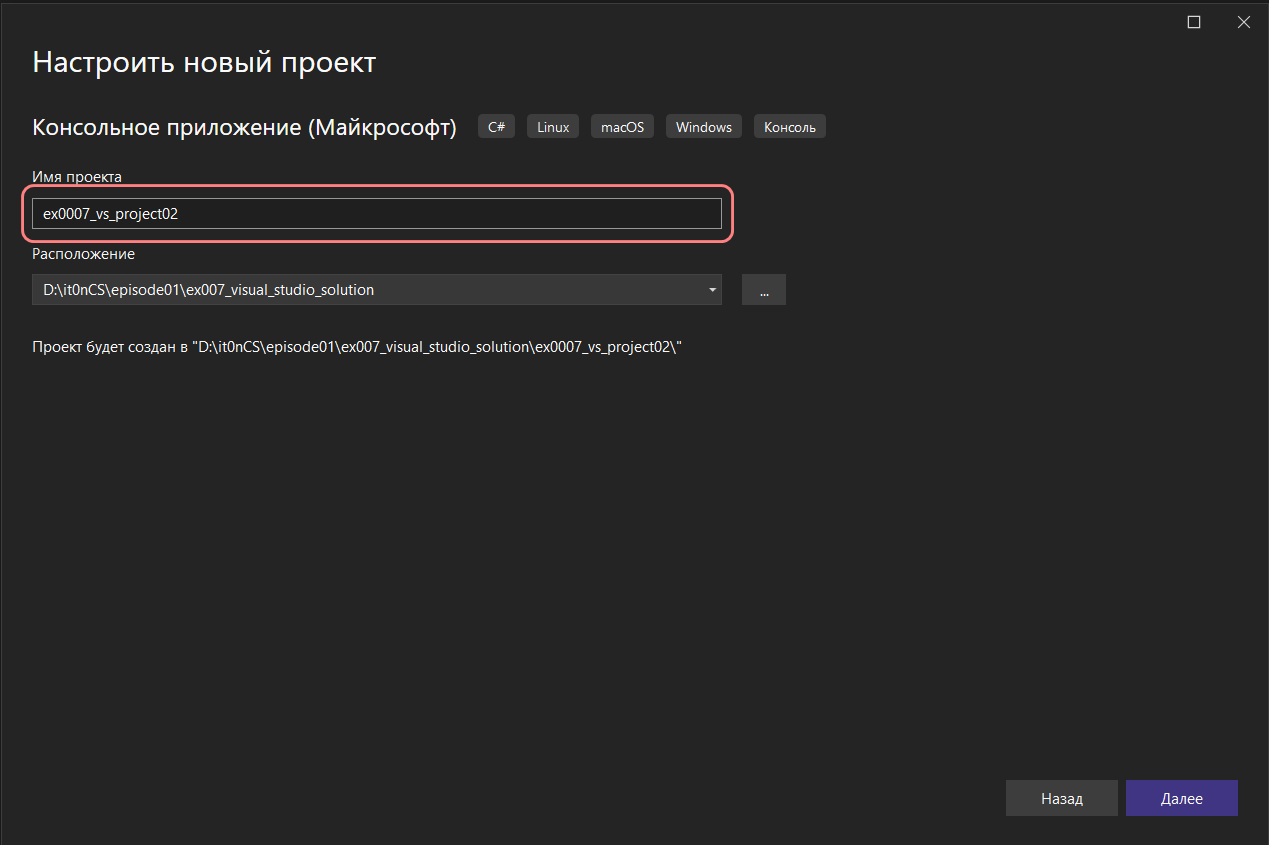 Настроить новый проект
Консольное приложение (Майкрософт) C# Linux macOS Windows Консоль
Имя проекта
ex0007_vs_project02
Расположение
D:\it0nCS\episode01\ex007_visual_studio_solution ...
Проект будет создан в "D:\it0nCS\episode01\ex007_visual_studio_solution\ex0007_vs_project02\"
Назад Далее